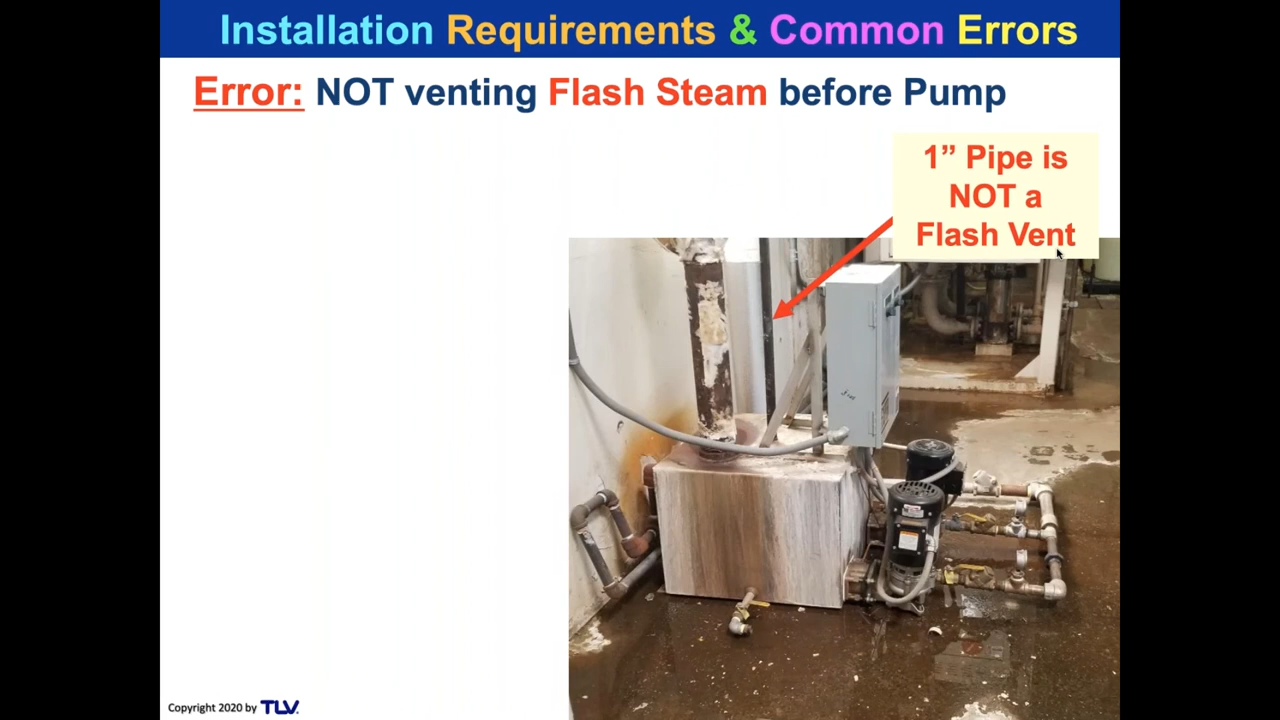 Installation Requirements & Common Errors
Error: NOT venting Flash Steam before Pump
1” Pipe is
NOT a
Flash Vent
Copyright 2020 by TLV.